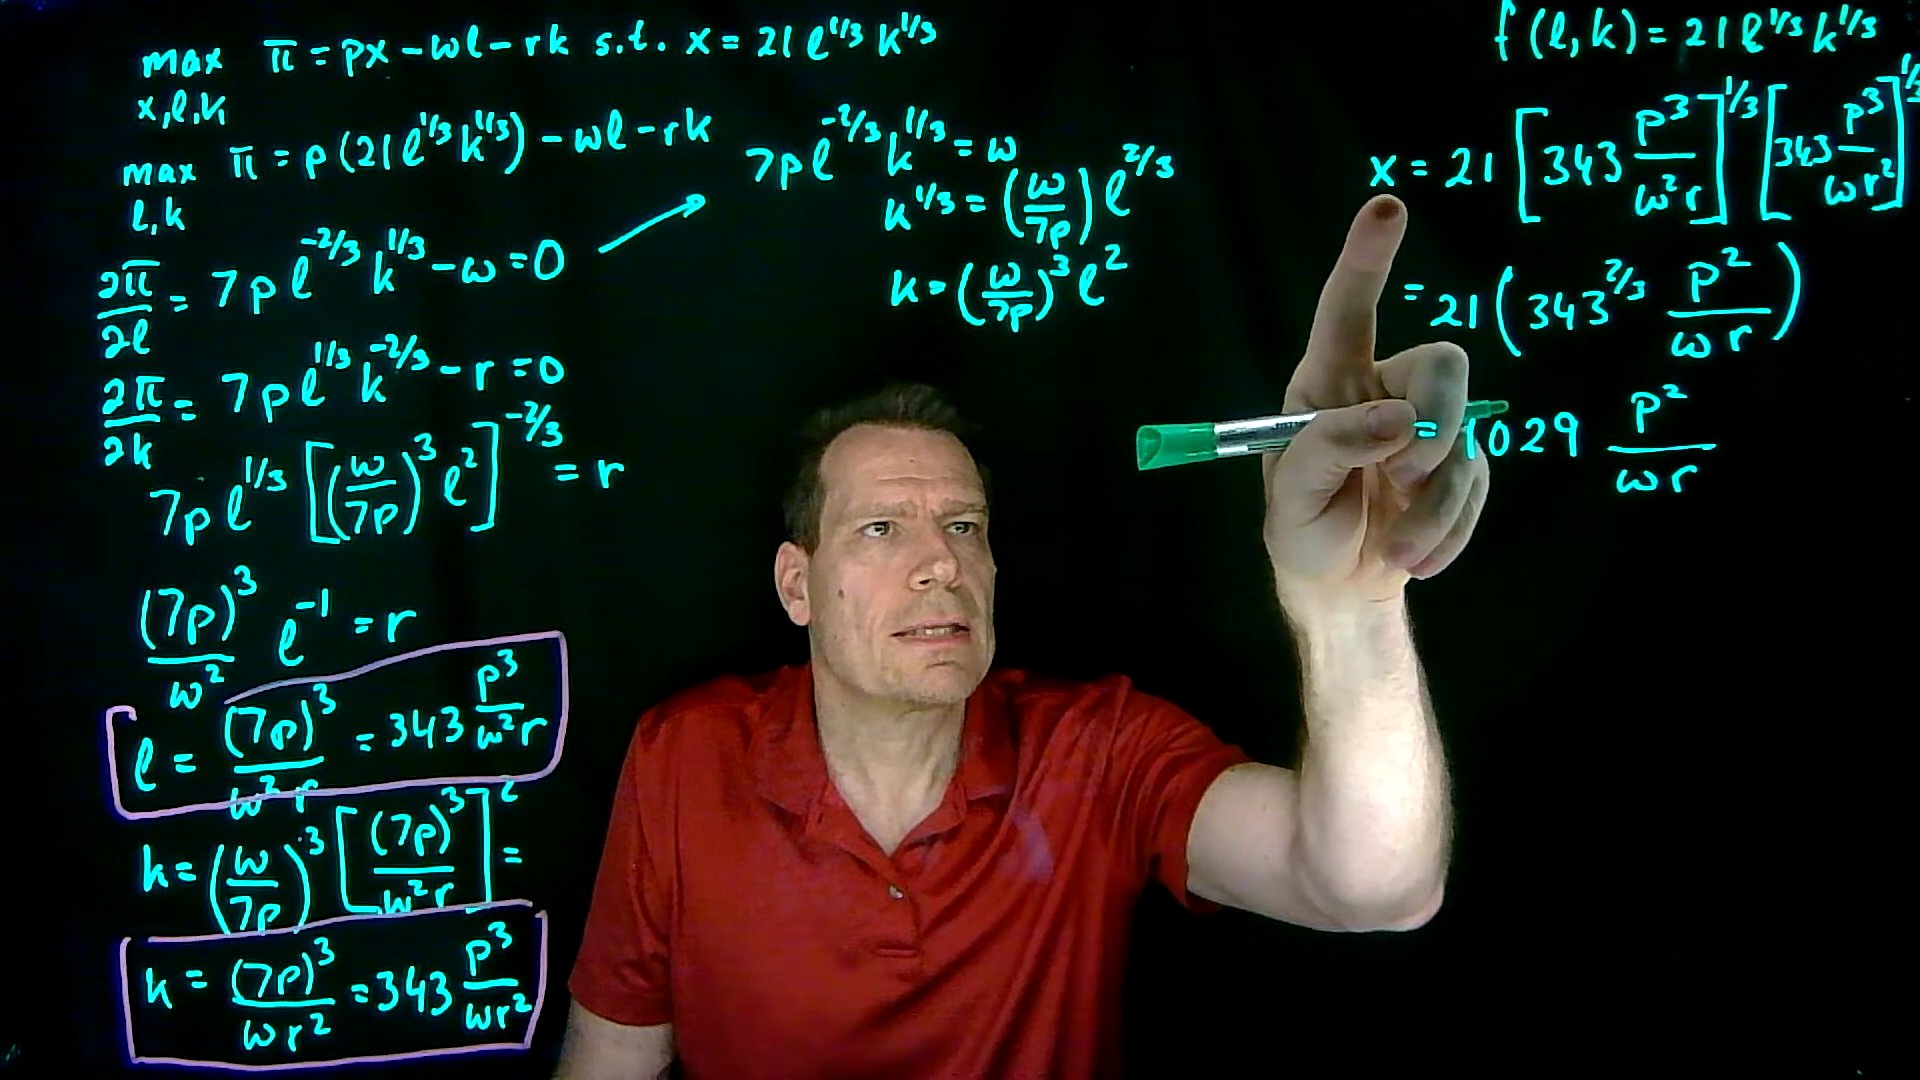 max π = px - wl - rk s.t. x = 21 l^{1/3} k^{1/3}
x,l,k
max π = p(21 l^{1/3} k^{1/3}) - wl - rk
l,k
∂π/∂l = 7p l^{-2/3} k^{1/3} - w = 0
∂π/∂k = 7p l^{1/3} k^{-2/3} - r = 0
7p l^{1/3} [(w/7p)^3 l^2]^{-2/3} = r
(7p)^3/w^2 l^{-1} = r
l = (7p)^3/w^2 r = 343 p^3/w^2 r
k = (w/7p)^3 [(7p)^3/w^2 r]^2 =
k = (7p)^3/wr^2 = 343 p^3/wr^2
7p l^{-2/3} k^{1/3} = w
k^{1/3} = (w/7p) l^{2/3}
k = (w/7p)^3 l^2
f(l,k) = 21 l^{1/3} k^{1/3}
x = 21 [343 p^3/w^2 r]^{1/3} [343 p^3/wr^2]^{1/3}
= 21 (343^{2/3} p^2/wr)
= 1029 p^2/wr